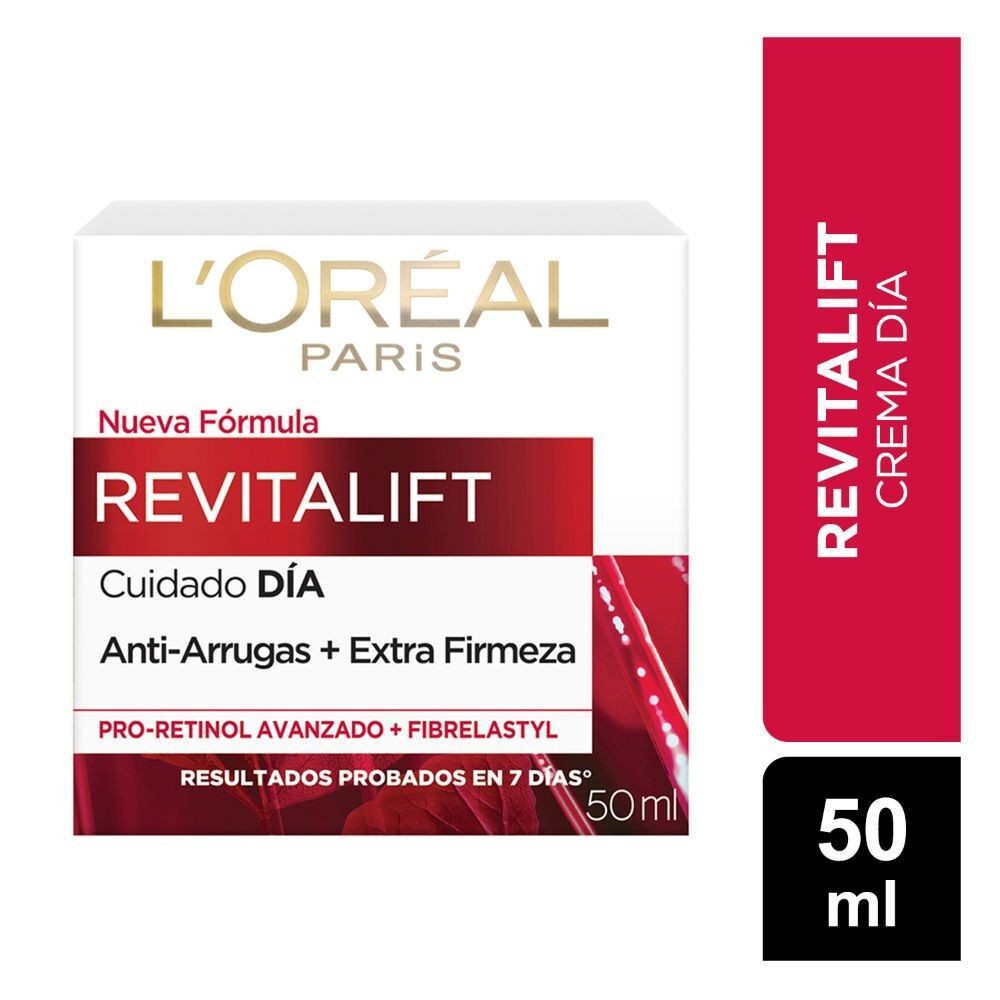 L'ORÉAL
PARiS
Nueva Fórmula
REVITALIFT
Cuidado DÍA
Anti-Arrugas + Extra Firmeza
PRO-RETINOL AVANZADO + FIBRELASTYL
RESULTADOS PROBADOS EN 7 DÍAS°
50 ml
REVITALIFT
CREMA DÍA
50
ml